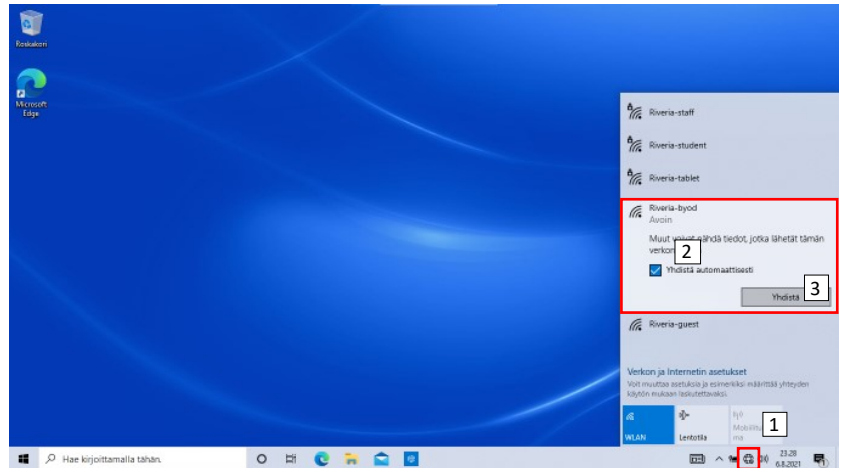 Roskakori
Microsoft
Edge
Riveria-staff
Riveria-student
Riveria-tablet
Riveria-byod
Avoin
Muut voivat nähdä tiedot, jotka lähetät tämän
verkon
2
Yhdistä automaattisesti
Yhdistä
3
Riveria-guest
Verkon ja Internetin asetukset
Voit muuttaa asetuksia ja esimerkiksi määrittää yhteyden
käytön mukaan laskutettavaksi.
1
WLAN
Lentotila
Hae kirjoittamalla tähän.
23.28
6.8.2021